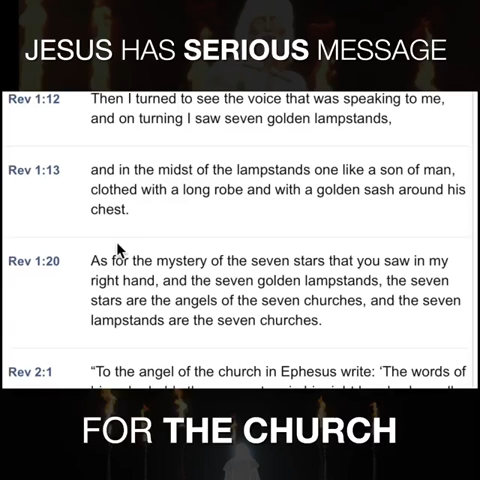 JESUS HAS SERIOUS MESSAGE
Rev 1:12 Then I turned to see the voice that was speaking to me,
and on turning I saw seven golden lampstands,
Rev 1:13 and in the midst of the lampstands one like a son of man,
clothed with a long robe and with a golden sash around his
chest.
Rev 1:20 As for the mystery of the seven stars that you saw in my
right hand, and the seven golden lampstands, the seven
stars are the angels of the seven churches, and the seven
lampstands are the seven churches.
Rev 2:1 “To the angel of the church in Ephesus write: ‘The words of
FOR THE CHURCH